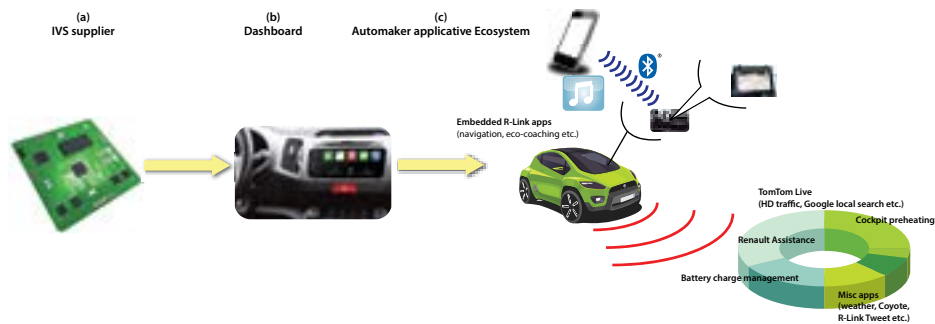 (a)
IVS supplier
(b)
Dashboard
(c)
Automaker applicative Ecosystem
®
Embedded R-Link apps
(navigation, eco-coaching etc.)
TomTom Live
(HD traffic, Google local search etc.)
Cockpit preheating
Renault Assistance
Battery charge management
Misc apps
(weather, Coyote,
R-Link Tweet etc.)